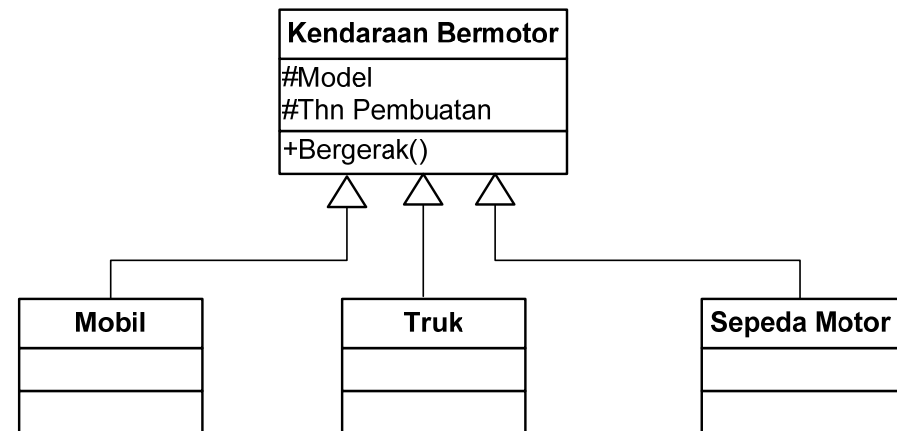 Kendaraan Bermotor
#Model
#Thn Pembuatan
+Bergerak()
Mobil
Truk
Sepeda Motor